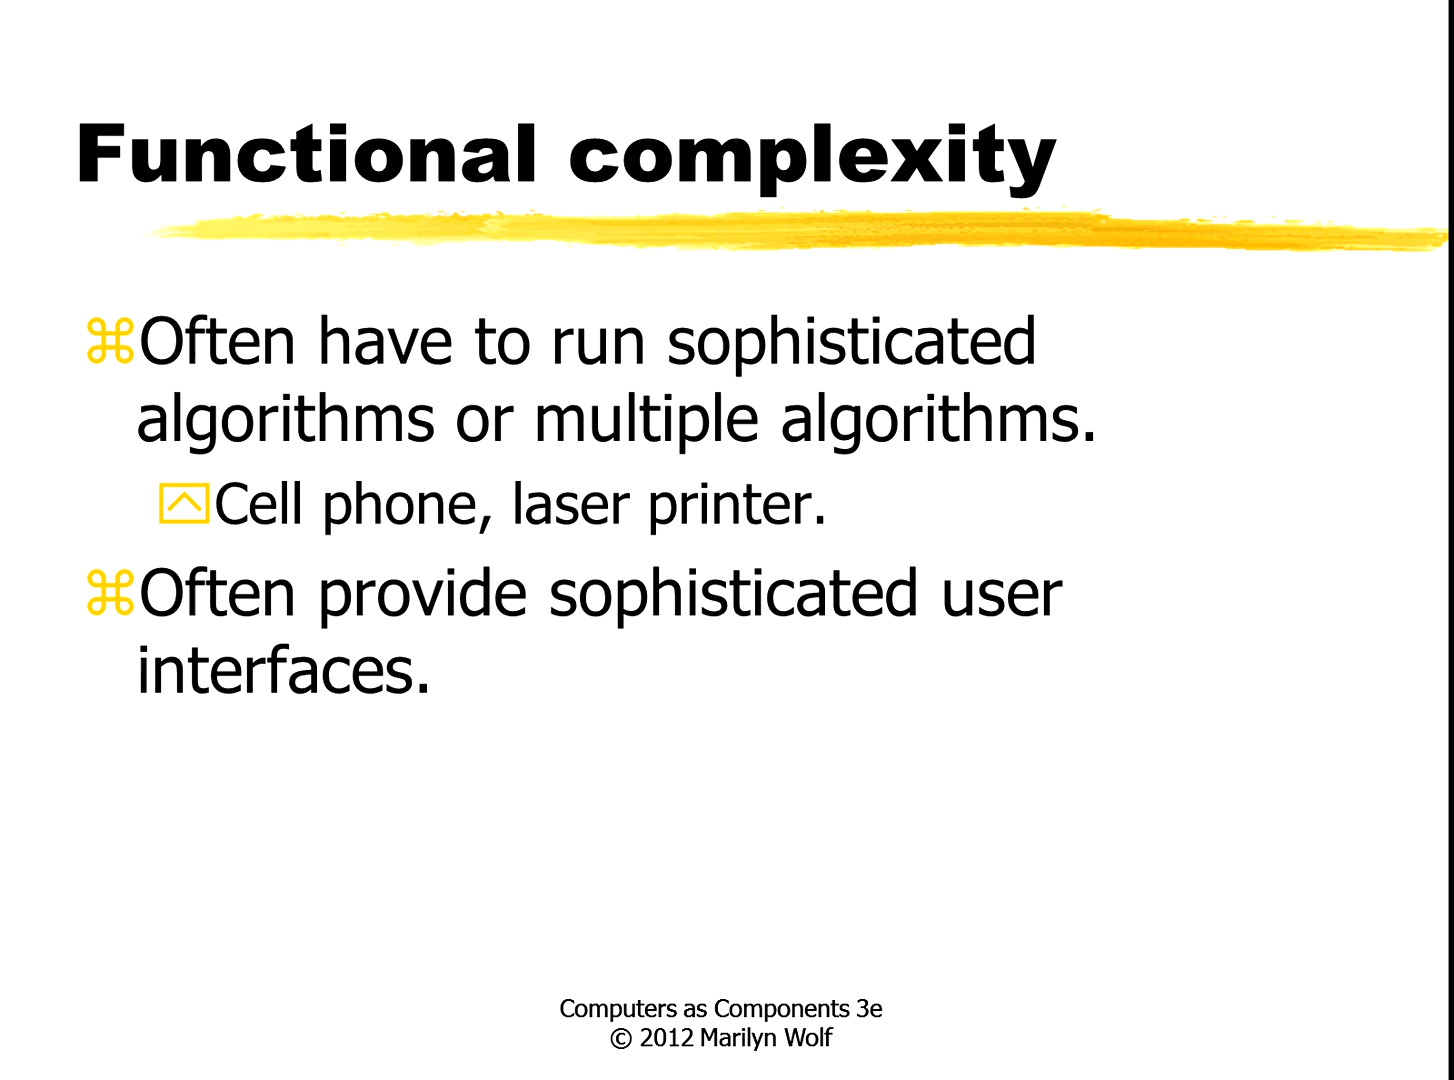 Functional complexity
⌘Often have to run sophisticated
algorithms or multiple algorithms.
Cell phone, laser printer.
⌘Often provide sophisticated user
interfaces.
Computers as Components 3e
© 2012 Marilyn Wolf